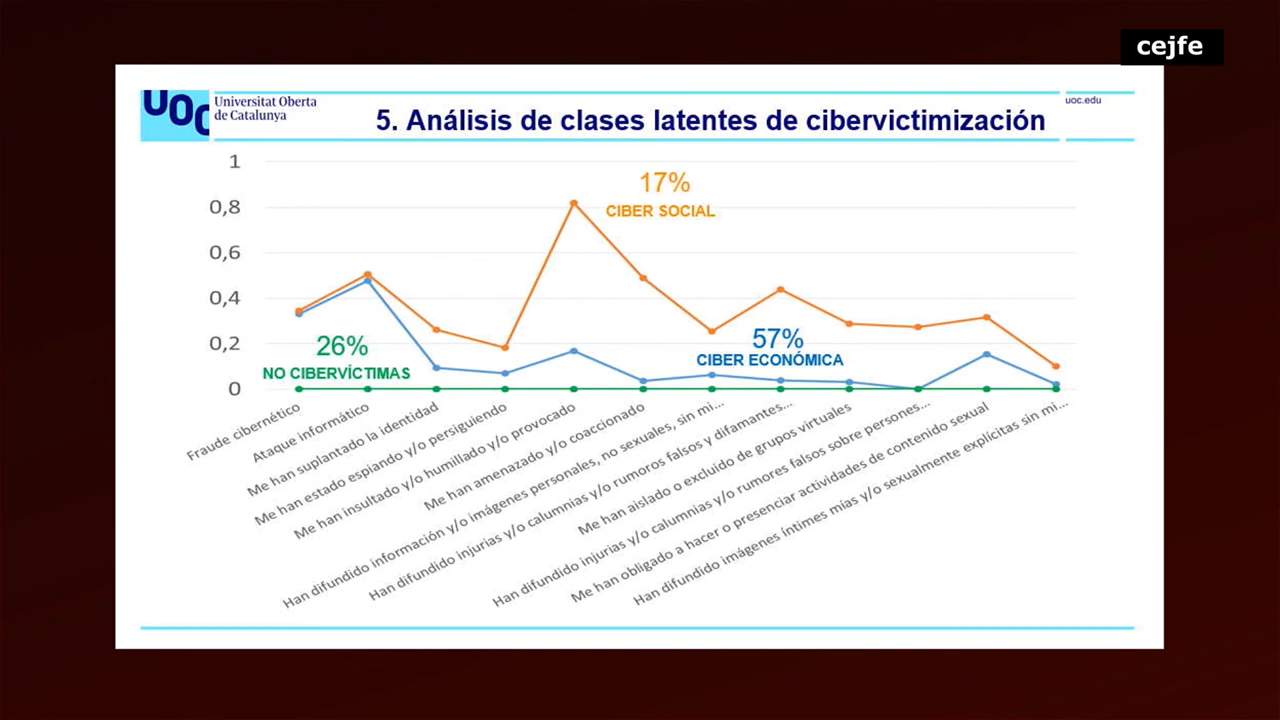 cejfe
UOC
Universitat Oberta
de Catalunya
uoc.edu
5. Análisis de clases latentes de cibervictimización
1
0,8
0,6
0,4
0,2
0
17%
CIBER SOCIAL
26%
NO CIBERVÍCTIMAS
57%
CIBER ECONÓMICA
Fraude cibernético
Ataque informático
Me han suplantado la identidad
Me han estado espiando y/o persiguiendo
Me han insultado y/o humillado y/o provocado
Me han amenazado y/o coaccionado
Han difundido información y/o imágenes personales, no sexuales, sin mi...
Han difundido injurias y/o calumnias y/o rumoros falsos y difamantes...
Me han aislado o excluido de grupos virtuales
Han difundido injurias y/o calumnias y/o rumores falsos sobre personas...
Me han obligado a hacer o presenciar actividades de contenido sexual
Han difundido imágenes íntimes mías y/o sexualmente explícitas sin mi...